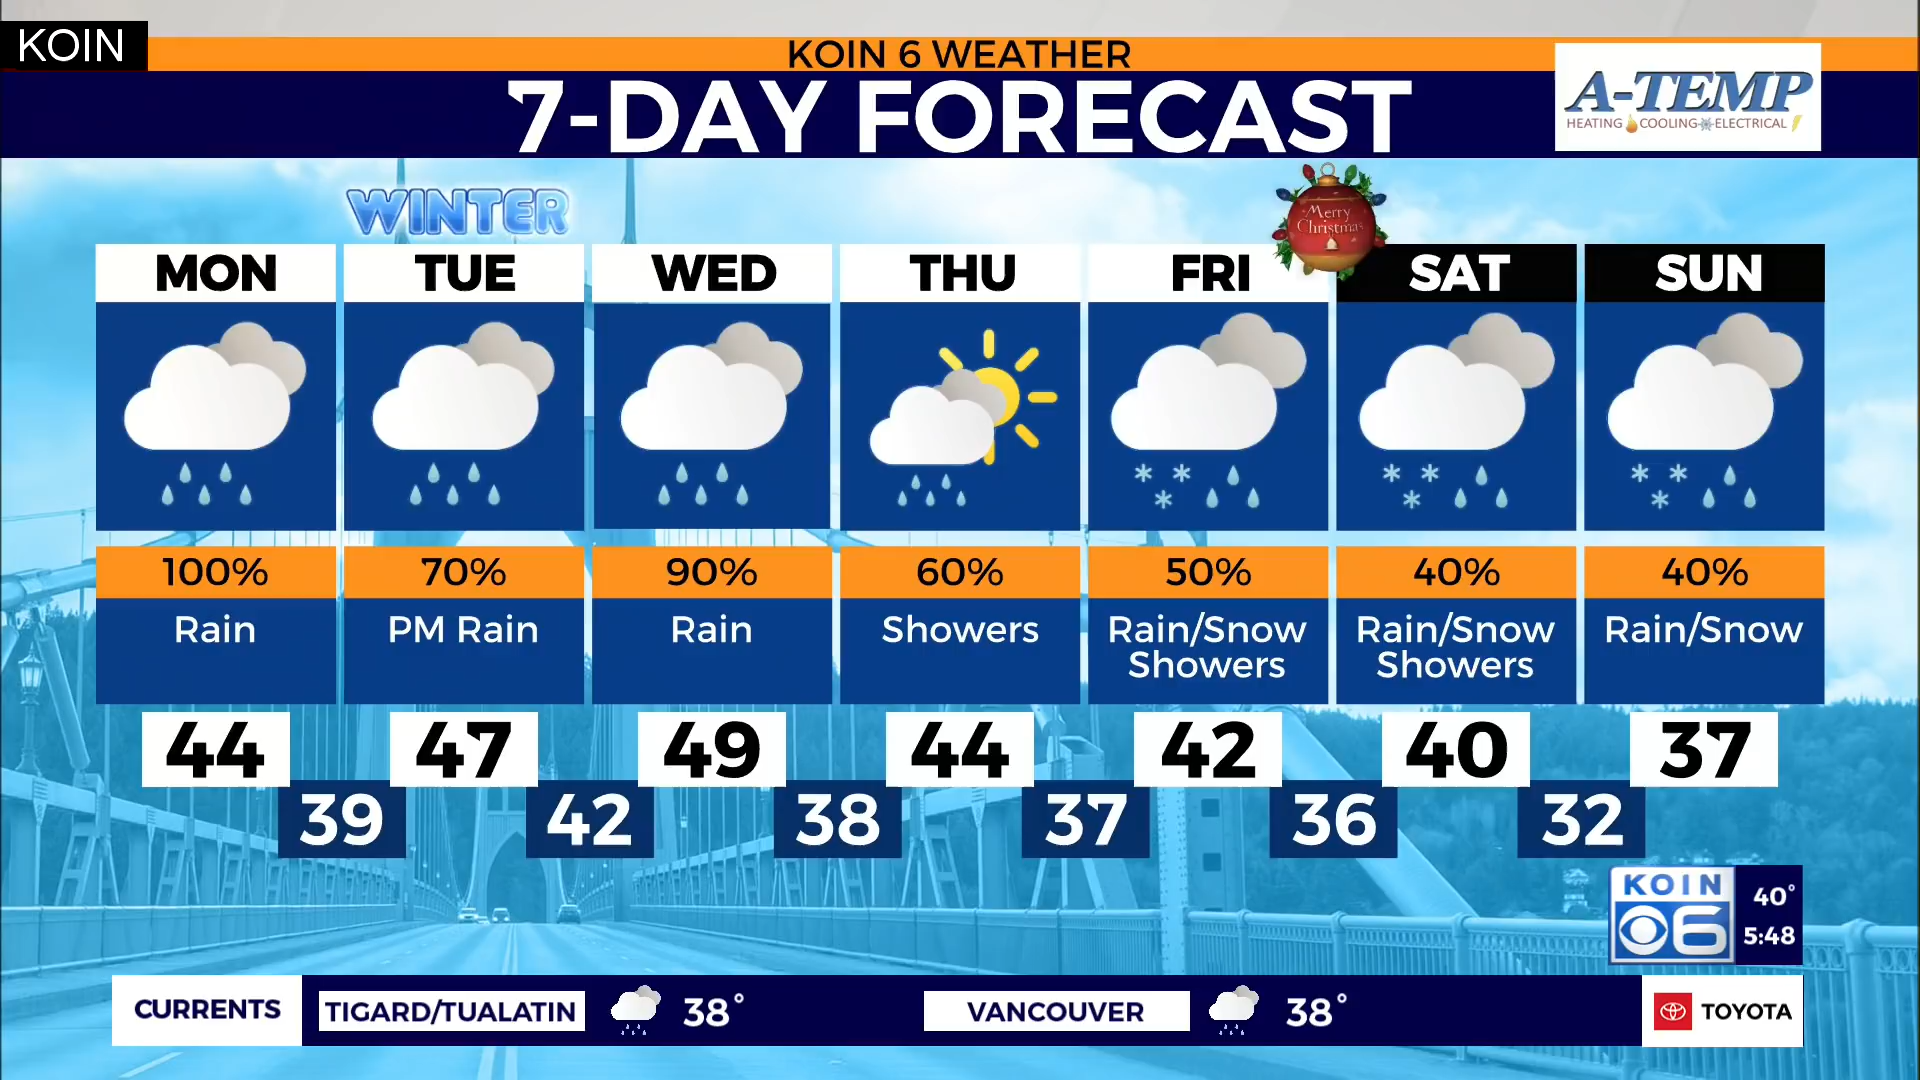 KOIN
KOIN 6 WEATHER
7-DAY FORECAST
A-TEMP
HEATING COOLING ELECTRICAL
WINTER
Merry
Christmas
MON TUE WED THU FRI SAT SUN
100% 70% 90% 60% 50% 40% 40%
Rain PM Rain Rain Showers Rain/Snow Rain/Snow Rain/Snow
Showers Showers
44 47 49 44 42 40 37
39 42 38 37 36 32
KOIN
6
40°
5:48
CURRENTS TIGARD/TUALATIN 38° VANCOUVER 38° TOYOTA